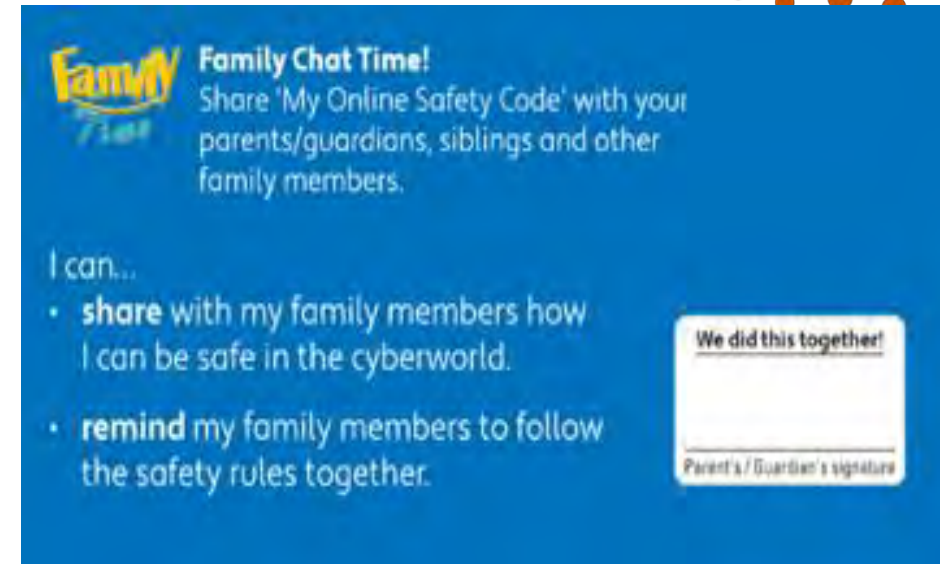 Family
Time
Family Chat Time!
Share 'My Online Safety Code' with your
parents/guardians, siblings and other
family members.
I can...
• share with my family members how
I can be safe in the cyberworld.
• remind my family members to follow
the safety rules together.
We did this together!
Parent's / Guardian's signature